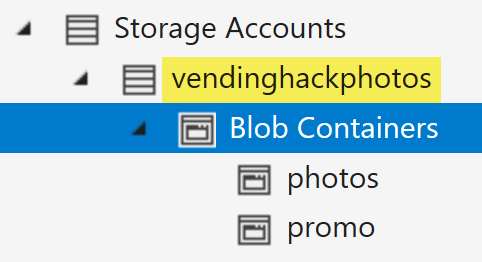 Storage Accounts
vendinghackphotos
Blob Containers
photos
promo